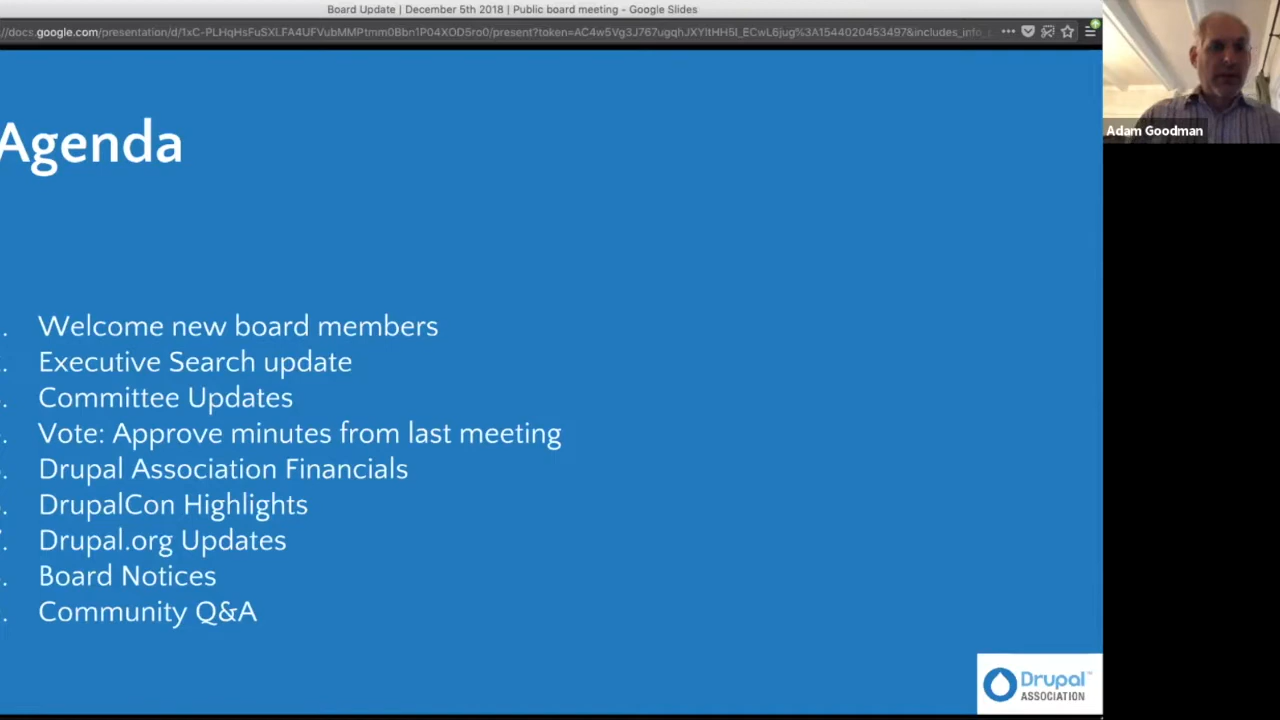 Board Update | December 5th 2018 | Public board meeting - Google Slides
Adam Goodman
Agenda
Welcome new board members
Executive Search update
Committee Updates
Vote: Approve minutes from last meeting
Drupal Association Financials
DrupalCon Highlights
Drupal.org Updates
Board Notices
Community Q&A
Drupal™
ASSOCIATION